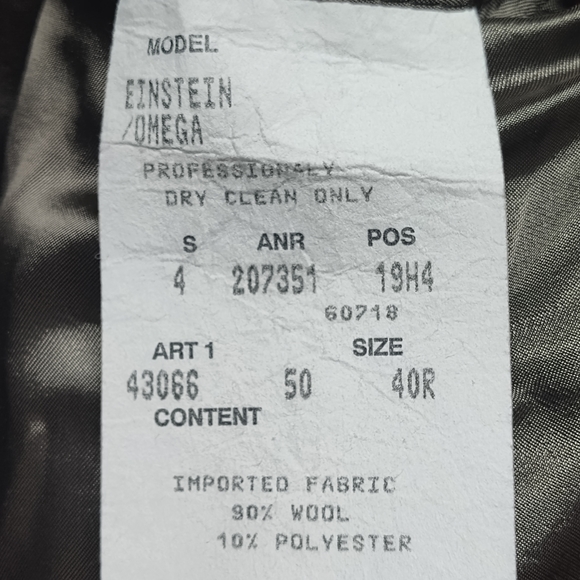 MODEL
EINSTEIN
/OMEGA
PROFESSIONALY
DRY CLEAN ONLY
S ANR POS
4 207351 19H4
60718
ART 1 SIZE
43066 50 40R
CONTENT
IMPORTED FABRIC
90% WOOL
10% POLYESTER